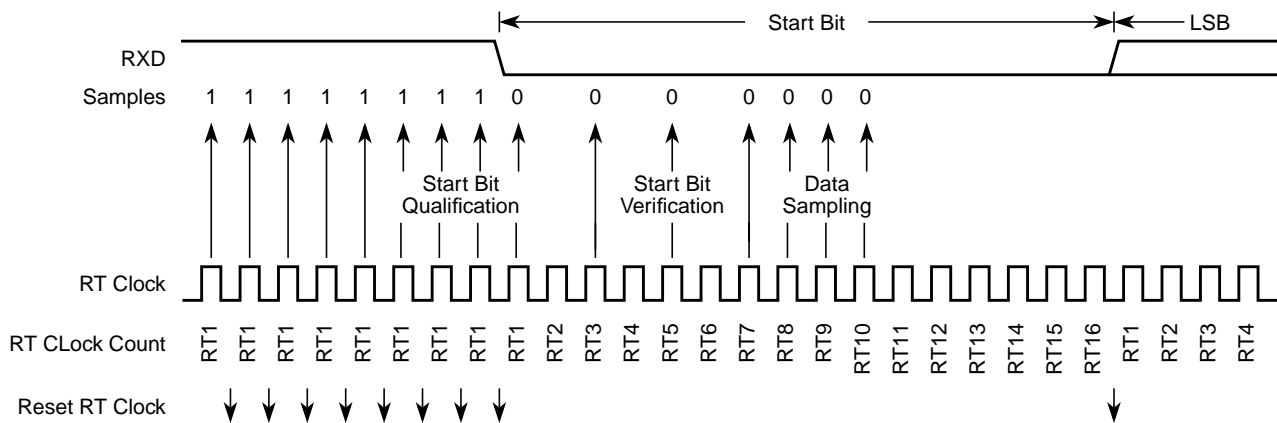 Start Bit LSB
RXD
Samples 1 1 1 1 1 1 1 1 0 0 0 0 0 0 0
Start Bit Start Bit Data
Qualification Verification Sampling
RT Clock
RT CLock Count RT1 RT1 RT1 RT1 RT1 RT1 RT1 RT1 RT1 RT2 RT3 RT4 RT5 RT6 RT7 RT8 RT9 RT10 RT11 RT12 RT13 RT14 RT15 RT16 RT1 RT2 RT3 RT4
Reset RT Clock